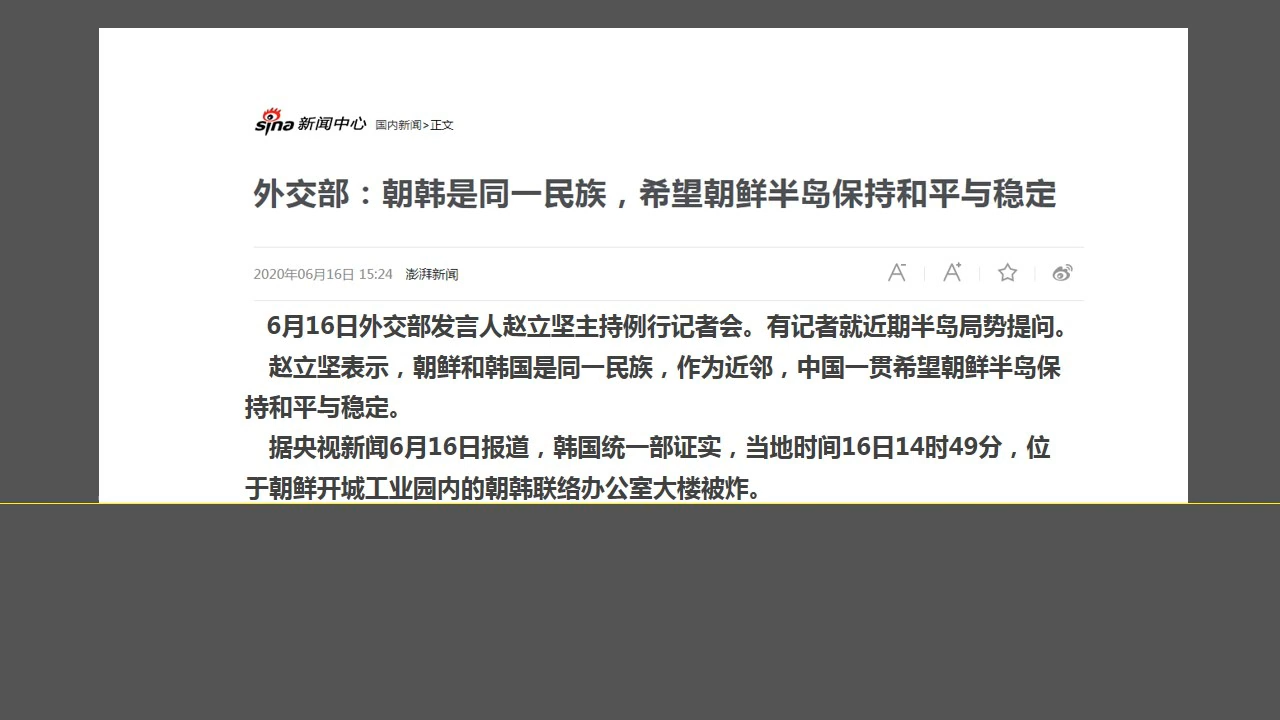 sina 新闻中心 国内新闻>正文
外交部：朝韩是同一民族，希望朝鲜半岛保持和平与稳定
2020年06月16日 15:24 澎湃新闻 A- A+
6月16日外交部发言人赵立坚主持例行记者会。有记者就近期半岛局势提问。
赵立坚表示，朝鲜和韩国是同一民族，作为近邻，中国一贯希望朝鲜半岛保
持和平与稳定。
据央视新闻6月16日报道，韩国统一部证实，当地时间16日14时49分，位
于朝鲜开城工业园内的朝韩联络办公室大楼被炸。